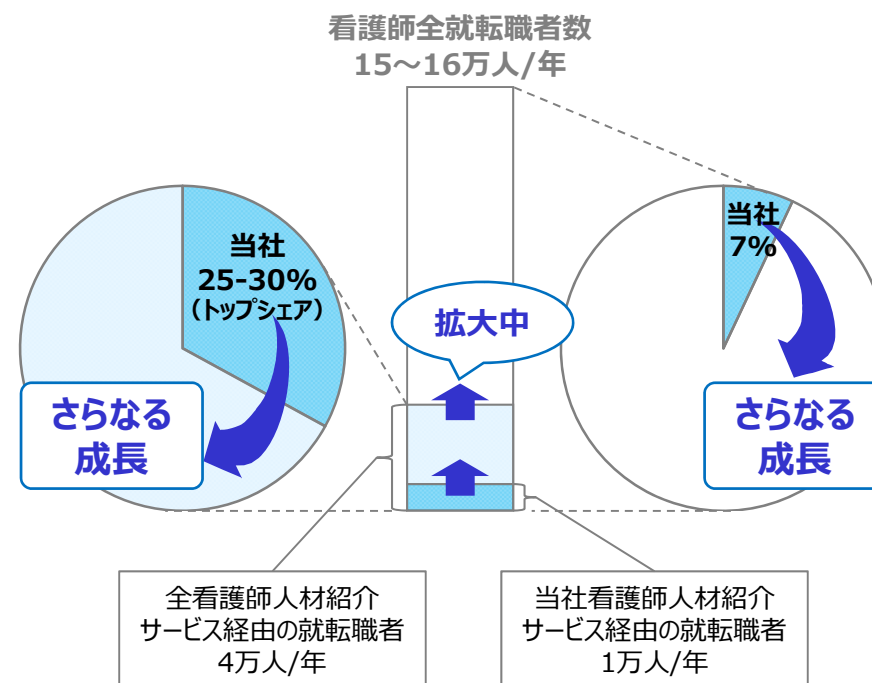 看護師全就転職者数
15～16万人/年
当社
25-30%
（トップシェア）
さらなる
成長
拡大中
当社
7%
さらなる
成長
全看護師人材紹介
サービス経由の就転職者
4万人/年
当社看護師人材紹介
サービス経由の就転職者
1万人/年